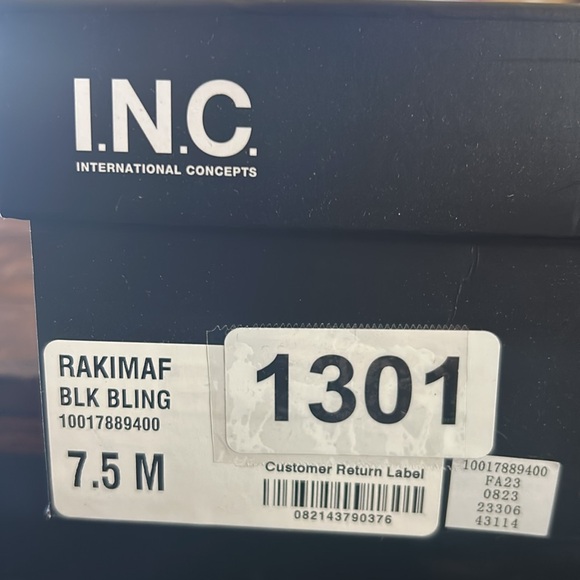 I.N.C.
INTERNATIONAL CONCEPTS
RAKIMAF
BLK BLING
10017889400
7.5 M
1301
Customer Return Label
082143790376
10017889400
FA23
0823
23306
43114